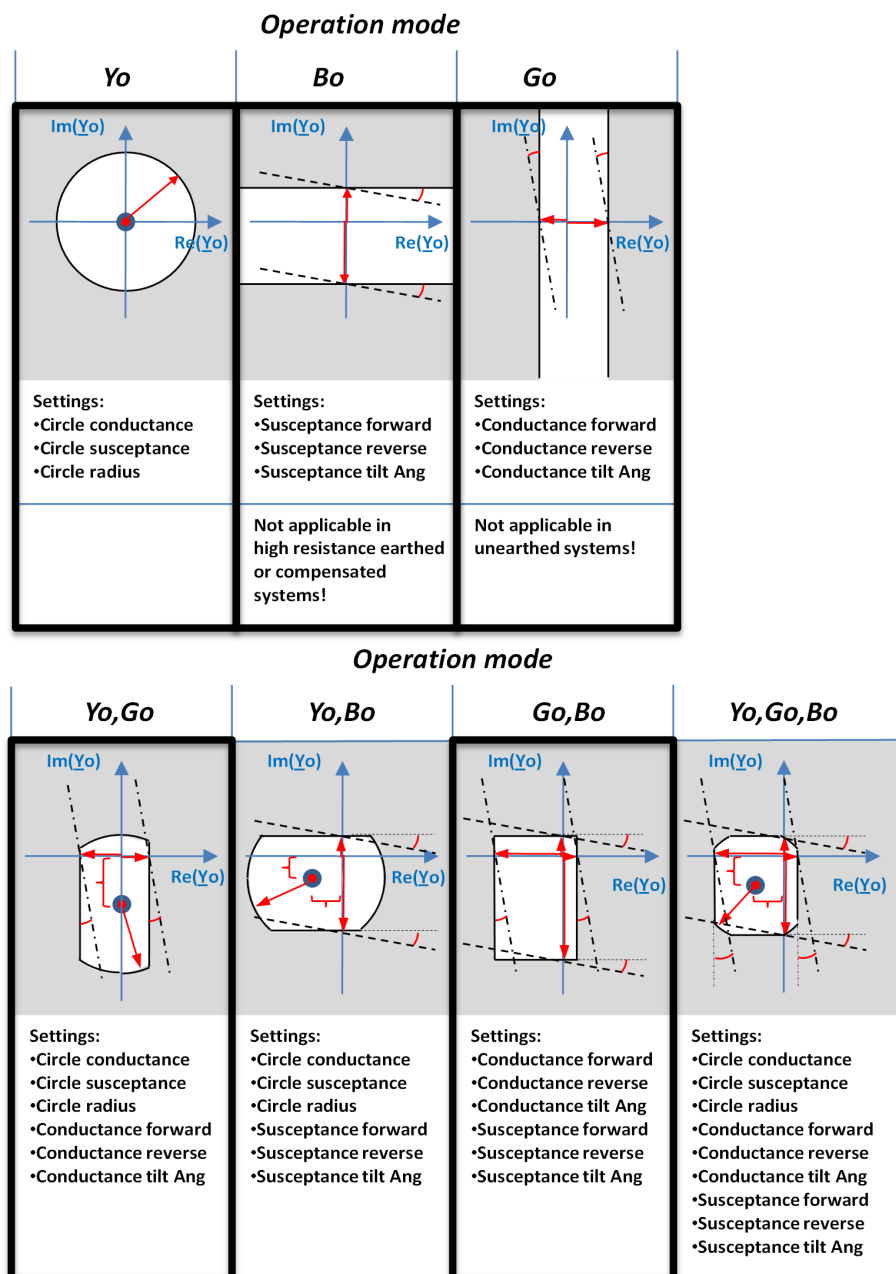 Operation mode
Yo
Bo
Go
Im(Yo)
Re(Yo)
Im(Yo)
Re(Yo)
Im(Yo)
Re(Yo)
Settings:
•Circle conductance
•Circle susceptance
•Circle radius
Settings:
•Susceptance forward
•Susceptance reverse
•Susceptance tilt Ang
Settings:
•Conductance forward
•Conductance reverse
•Conductance tilt Ang
Not applicable in
high resistance earthed
or compensated
systems!
Not applicable in
unearthed systems!
Operation mode
Yo,Go
Yo,Bo
Go,Bo
Yo,Go,Bo
Im(Yo)
Re(Yo)
Im(Yo)
Re(Yo)
Im(Yo)
Re(Yo)
Im(Yo)
Re(Yo)
Settings:
•Circle conductance
•Circle susceptance
•Circle radius
•Conductance forward
•Conductance reverse
•Conductance tilt Ang
Settings:
•Circle conductance
•Circle susceptance
•Circle radius
•Susceptance forward
•Susceptance reverse
•Susceptance tilt Ang
Settings:
•Conductance forward
•Conductance reverse
•Conductance tilt Ang
•Susceptance forward
•Susceptance reverse
•Susceptance tilt Ang
Settings:
•Circle conductance
•Circle susceptance
•Circle radius
•Conductance forward
•Conductance reverse
•Conductance tilt Ang
•Susceptance forward
•Susceptance reverse
•Susceptance tilt Ang